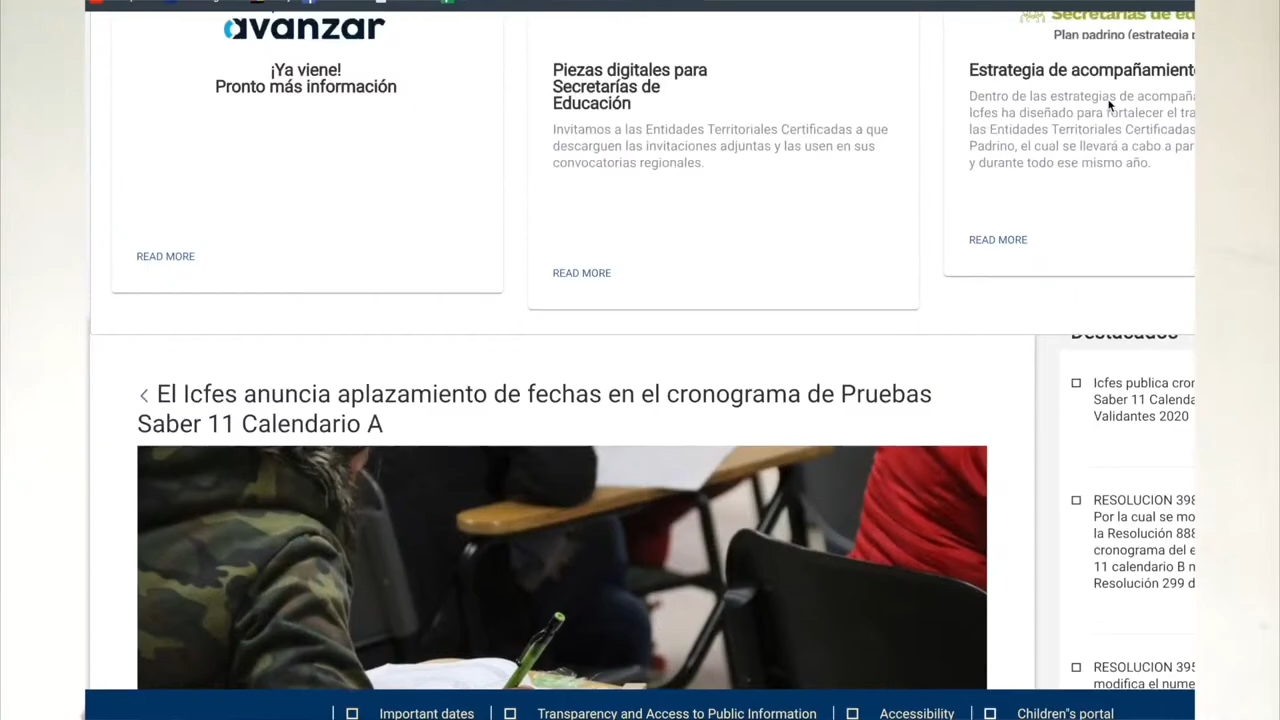 avanzar
¡Ya viene!
Pronto más información
READ MORE
Piezas digitales para
Secretarías de
Educación
Invitamos a las Entidades Territoriales Certificadas a que
descarguen las invitaciones adjuntas y las usen en sus
convocatorias regionales.
READ MORE
Secretarías de ed
Plan padrino (estrategia
Estrategia de acompañamient
Dentro de las estrategias de acompaña
Icfes ha diseñado para fortalecer el tra
las Entidades Territoriales Certificadas
Padrino, el cual se llevará a cabo a par
y durante todo ese mismo año.
READ MORE
< El Icfes anuncia aplazamiento de fechas en el cronograma de Pruebas
Saber 11 Calendario A
Destacados
Icfes publica cron
Saber 11 Calenda
Validantes 2020
RESOLUCION 398
Por la cual se mo
la Resolución 888
cronograma del e
11 calendario B m
Resolución 299 d
RESOLUCION 395
modifica el nume
Important dates
Transparency and Access to Public Information
Accessibility
Children"s portal